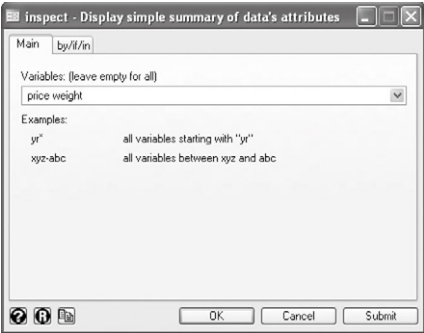 inspect - Display simple summary of data's attributes
Main by/if/in
Variables: (leave empty for all)
price weight
Examples:
yr* all variables starting with "yr"
xyz-abc all variables between xyz and abc
OK Cancel Submit